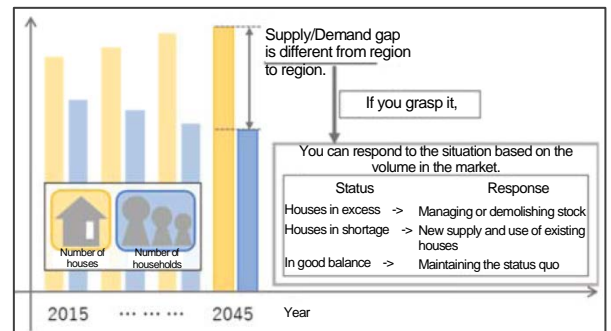 Supply/Demand gap
is different from region
to region.
If you grasp it,
You can respond to the situation based on the
volume in the market.
Status Response
Houses in excess -> Managing or demolishing stock
Houses in shortage -> New supply and use of existing
houses
In good balance -> Maintaining the status quo
Number of
houses
Number of
households
2015 ... ... ... 2045 Year